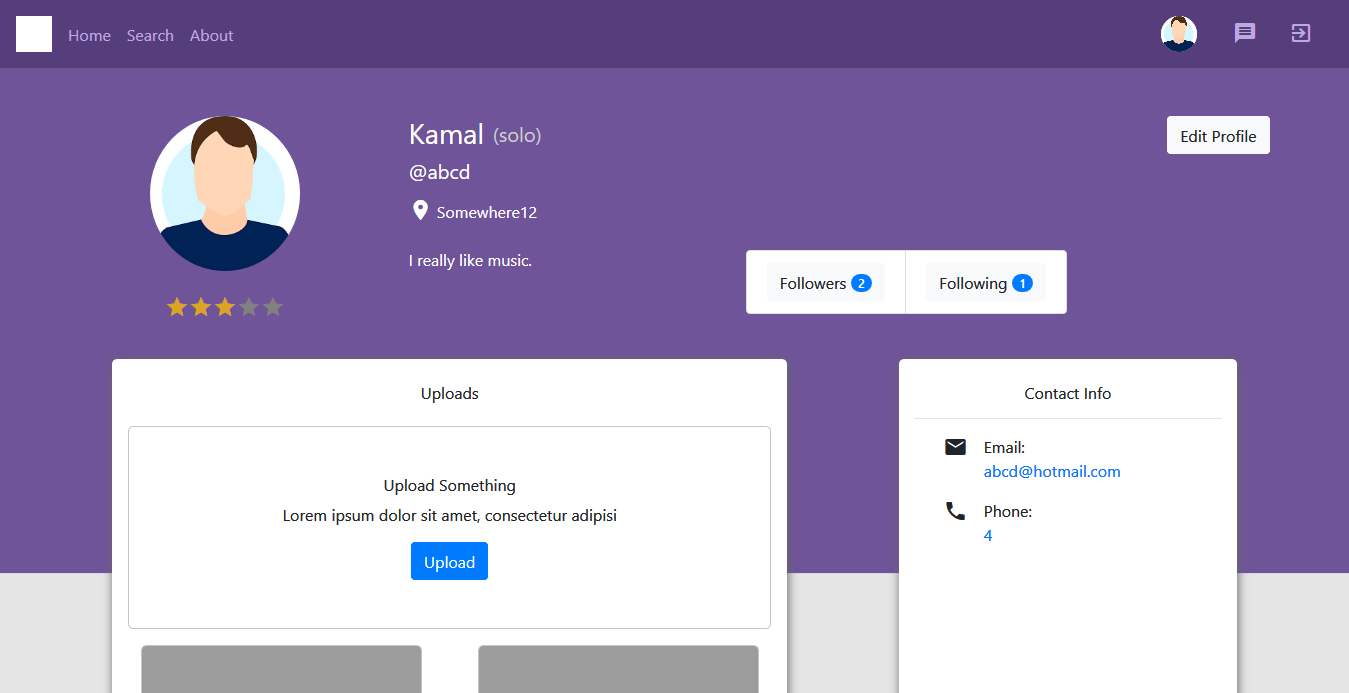 Home Search About
Kamal (solo)
Edit Profile
@abcd
Somewhere12
I really like music.
Followers 2 Following 1
Uploads
Upload Something
Lorem ipsum dolor sit amet, consectetur adipisi
Upload
Contact Info
Email:
abcd@hotmail.com
Phone:
4